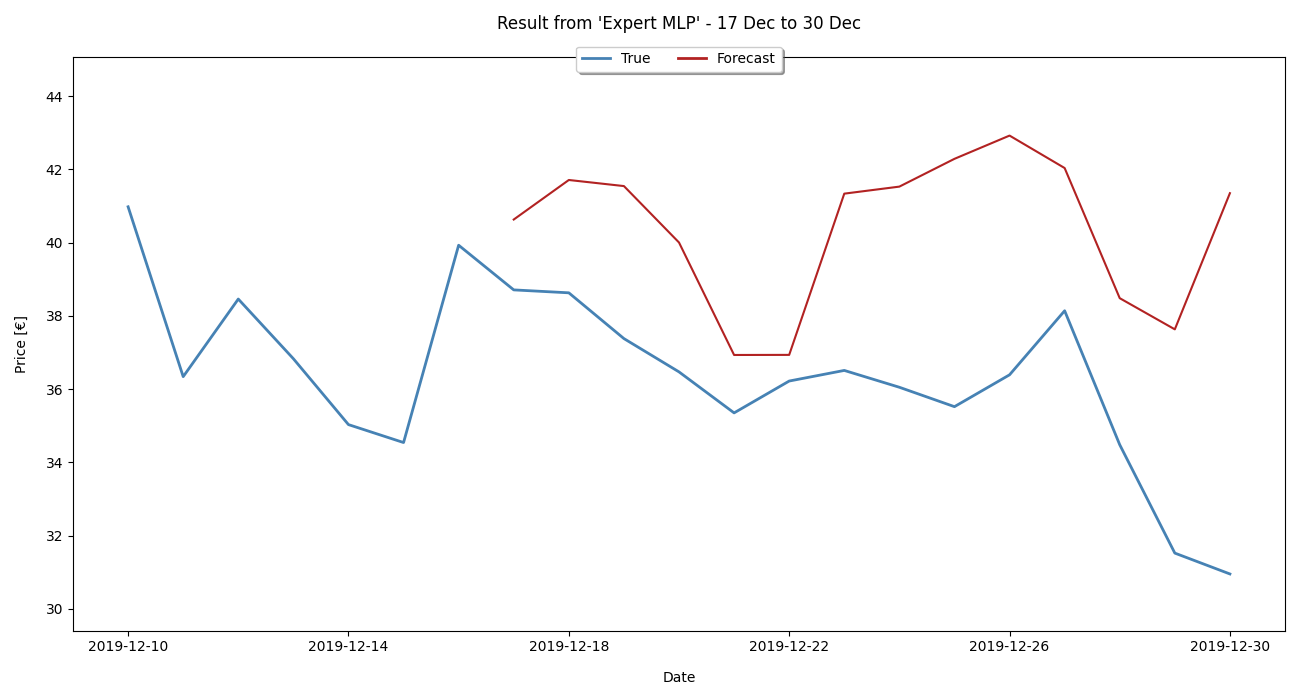 Result from 'Expert MLP' - 17 Dec to 30 Dec
True Forecast
44
42
40
38
36
34
32
30
Price [€]
2019-12-10 2019-12-14 2019-12-18 2019-12-22 2019-12-26 2019-12-30
Date